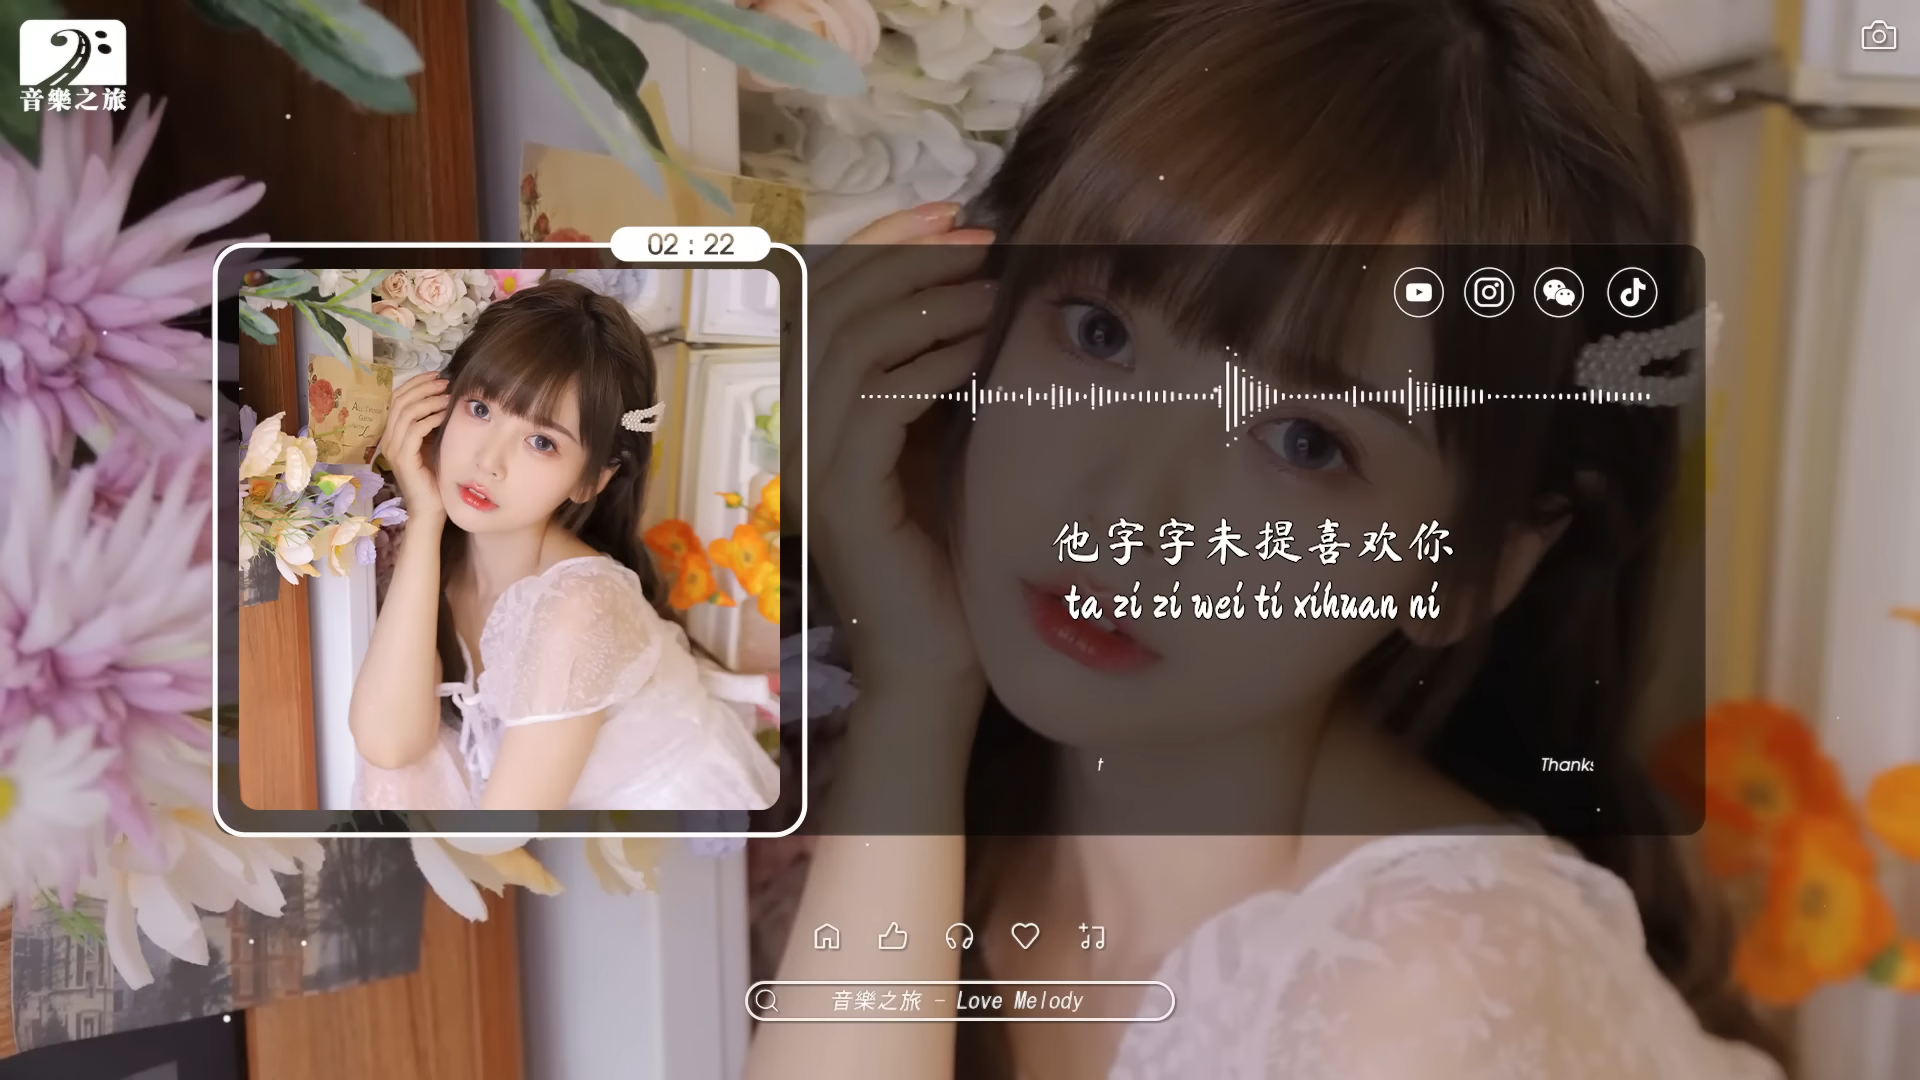 音樂之旅
02 : 22
他字字未提喜欢你
ta zi zi wei ti xihuan ni
t
Thanks
音樂之旅 - Love Melody